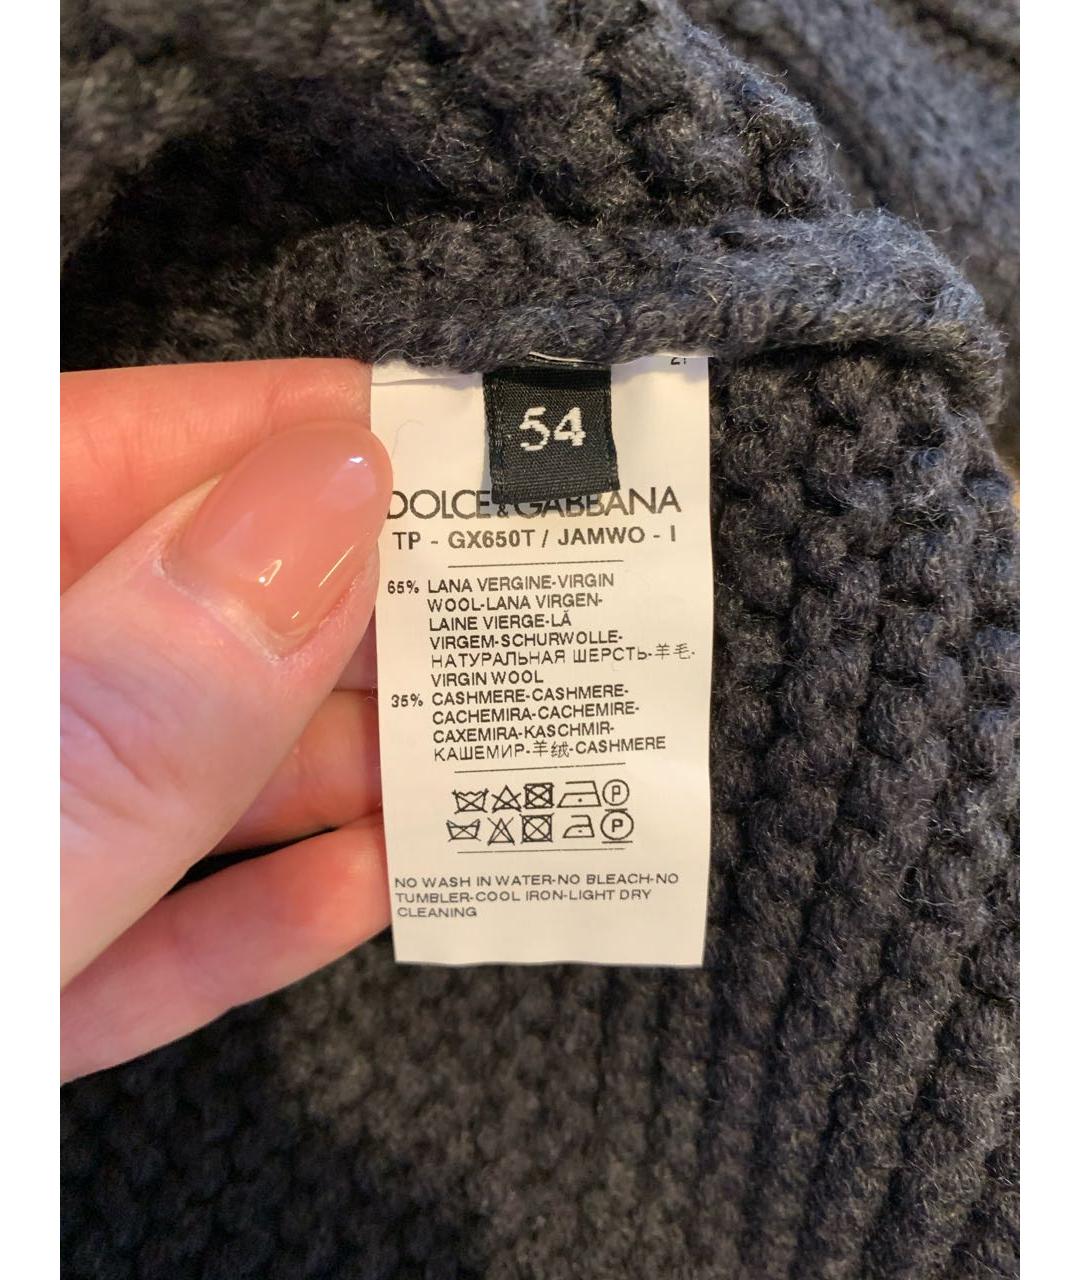 54
DOLCE & GABBANA
TP - GX650T / JAMWO - I
65% LANA VERGINE-VIRGIN
WOOL-LANA VIRGEN-
LAINE VIERGE-LÃ
VIRGEM-SCHURWOLLE-
НАТУРАЛЬНАЯ ШЕРСТЬ-羊毛-
VIRGIN WOOL
35% CASHMERE-CASHMERE-
CACHEMIRA-CACHEMIRE-
CAXEMIRA-KASCHMIR-
КАШЕМИР-羊绒-CASHMERE
P
P
NO WASH IN WATER-NO BLEACH-NO
TUMBLER-COOL IRON-LIGHT DRY
CLEANING